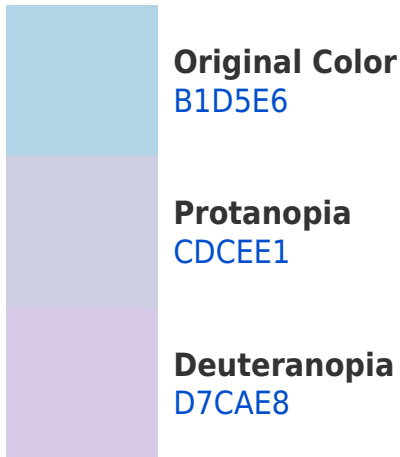 Original Color
B1D5E6
Protanopia
CDCEE1
Deuteranopia
D7CAE8